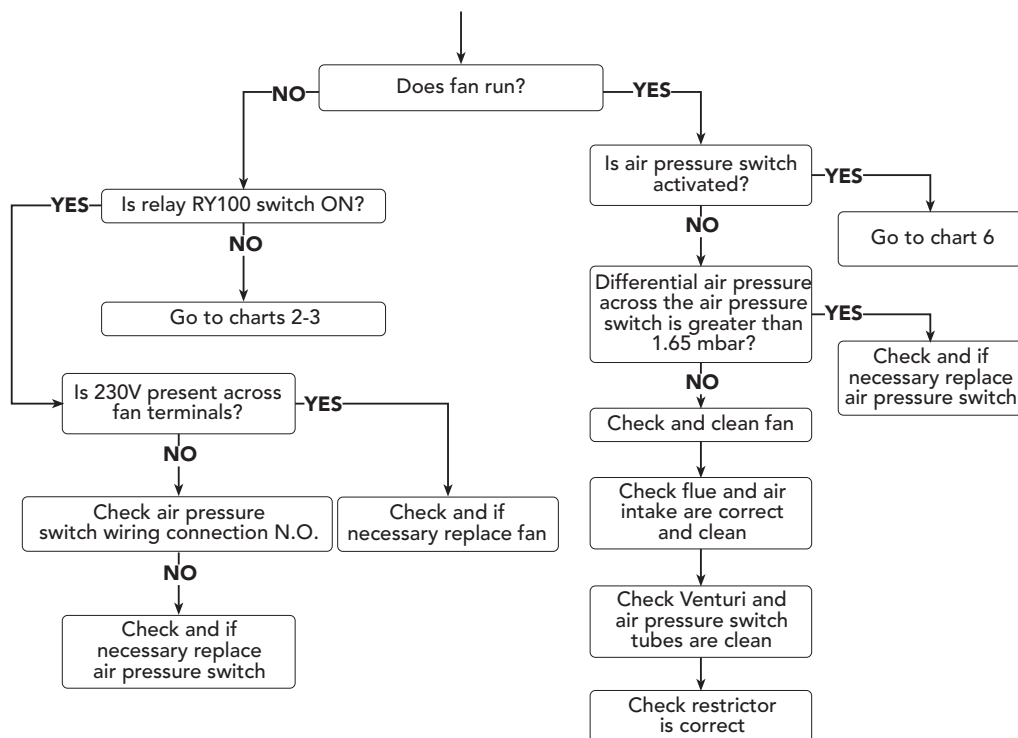 Does fan run?
NO
YES
Is air pressure switch
activated?
YES
Is relay RY100 switch ON?
YES
NO
NO
Go to chart 6
Differential air pressure
across the air pressure
switch is greater than
1.65 mbar?
Go to charts 2-3
YES
Check and if
necessary replace
air pressure switch
Is 230V present across
fan terminals?
YES
NO
Check and clean fan
NO
Check air pressure
switch wiring connection N.O.
Check and if
necessary replace fan
Check flue and air
intake are correct
and clean
NO
Check and if
necessary replace
air pressure switch
Check Venturi and
air pressure switch
tubes are clean
Check restrictor
is correct